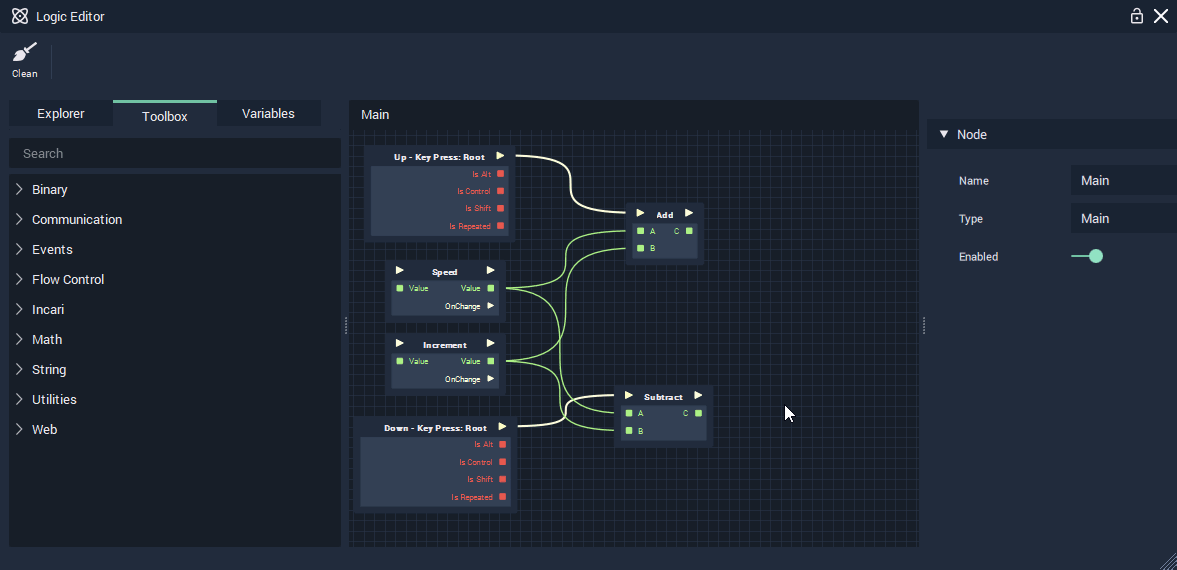 Logic Editor
Clean
Explorer
Toolbox
Variables
Search
Binary
Communication
Events
Flow Control
Incari
Math
String
Utilities
Web
Main
Up - Key Press: Root
Is Alt
Is Control
Is Shift
Is Repeated
Add
A C
B
Speed
Value Value
OnChange
Increment
Value Value
OnChange
Subtract
A C
B
Down - Key Press: Root
Is Alt
Is Control
Is Shift
Is Repeated
Node
Name Main
Type Main
Enabled